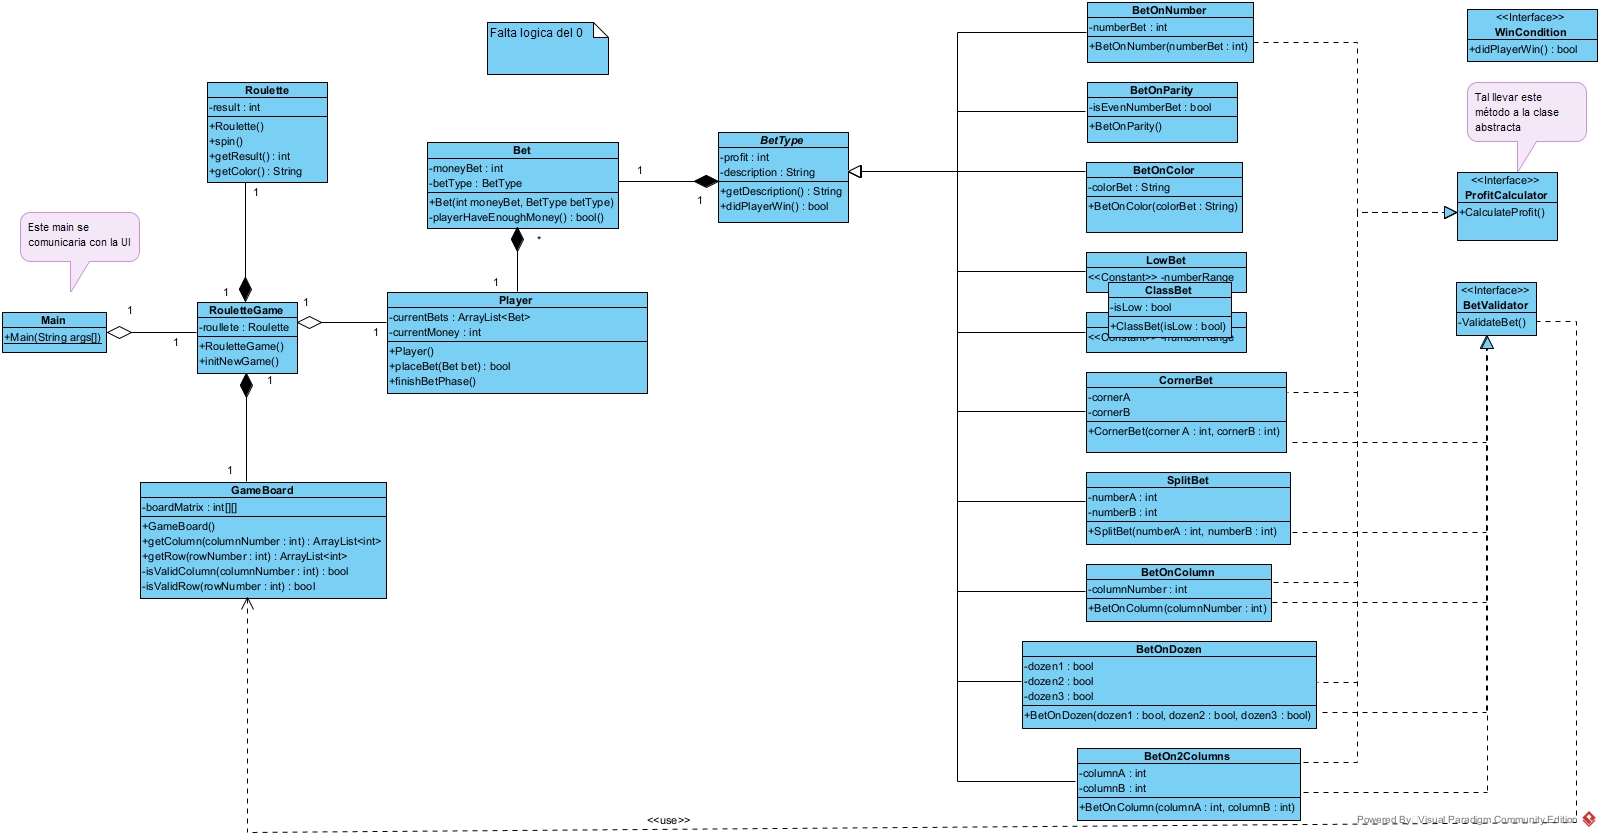 Falta logica del 0
Roulette
-result : int
+Roulette()
+spin()
+getResult() : int
+getColor() : String
1
1
Este main se
comunicaria con la UI
Main
+Main(String args[])
1
1
RouletteGame
-roullete : Roulette
+RouletteGame()
+initNewGame()
1
1
1
1
GameBoard
-boardMatrix : int[][]
+GameBoard()
+getColumn(columnNumber : int) : ArrayList<int>
+getRow(rowNumber : int) : ArrayList<int>
-isValidColumn(columnNumber : int) : bool
-isValidRow(rowNumber : int) : bool
Bet
-moneyBet : int
-betType : BetType
+Bet(int moneyBet, BetType betType)
-playerHaveEnoughMoney() : bool()
*
1
Player
-currentBets : ArrayList<Bet>
-currentMoney : int
+Player()
+placeBet(Bet bet) : bool
+finishBetPhase()
1
1
BetType
-profit : int
-description : String
+getDescription() : String
+didPlayerWin() : bool
BetOnNumber
-numberBet : int
+BetOnNumber(numberBet : int)
BetOnParity
-isEvenNumberBet : bool
+BetOnParity()
BetOnColor
-colorBet : String
+BetOnColor(colorBet : String)
LowBet
<<Constant>> -numberRange
ClassBet
-isLow : bool
+ClassBet(isLow : bool)
<<Constant>> -numberRange
CornerBet
-cornerA
-cornerB
+CornerBet(corner A : int, cornerB : int)
SplitBet
-numberA : int
-numberB : int
+SplitBet(numberA : int, numberB : int)
BetOnColumn
-columnNumber : int
+BetOnColumn(columnNumber : int)
BetOnDozen
-dozen1 : bool
-dozen2 : bool
-dozen3 : bool
+BetOnDozen(dozen1 : bool, dozen2 : bool, dozen3 : bool)
BetOn2Columns
-columnA : int
-columnB : int
+BetOnColumn(columnA : int, columnB : int)
<<Interface>>
WinCondition
+didPlayerWin() : bool
Tal llevar este
método a la clase
abstracta
<<Interface>>
ProfitCalculator
+CalculateProfit()
<<Interface>>
BetValidator
-ValidateBet()
<<use>>
Powered By: Visual Paradigm Community Edition